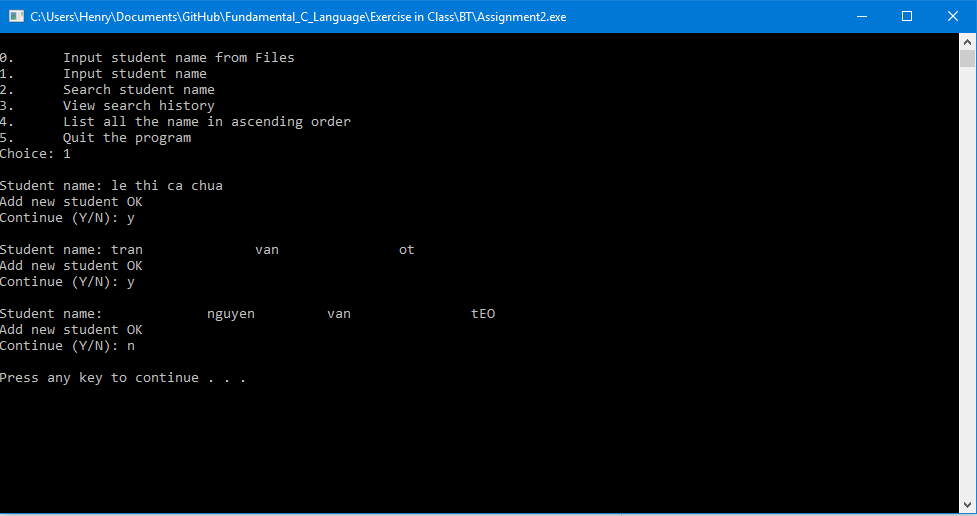 C:\Users\Henry\Documents\GitHub\Fundamental_C_Language\Exercise in Class\BT\Assignment2.exe
0.      Input student name from Files
1.      Input student name
2.      Search student name
3.      View search history
4.      List all the name in ascending order
5.      Quit the program
Choice: 1
Student name: le thi ca chua
Add new student OK
Continue (Y/N): y
Student name: tran              van               ot
Add new student OK
Continue (Y/N): y
Student name:             nguyen         van               tEO
Add new student OK
Continue (Y/N): n
Press any key to continue . . .